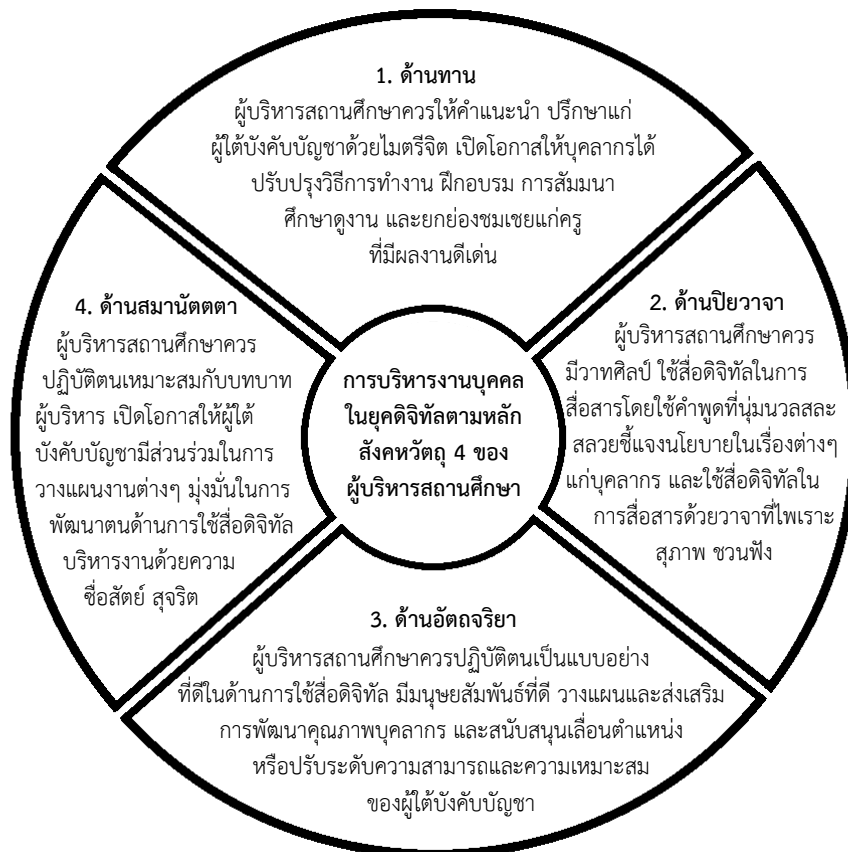 1. ด้านทาน
ผู้บริหารสถานศึกษาควรให้คำแนะนำ ปรึกษาแก่
ผู้ใต้บังคับบัญชาด้วยไมตรีจิต เปิดโอกาสให้บุคลากรได้
ปรับปรุงวิธีการทำงาน ฝึกอบรม การสัมมนา
ศึกษาดูงาน และยกย่องชมเชยแก่ครู
ที่มีผลงานดีเด่น
2. ด้านปิยวาจา
ผู้บริหารสถานศึกษาควร
มีวาทศิลป์ ใช้สื่อดิจิทัลในการ
สื่อสารโดยใช้คำพูดที่นุ่มนวลสละ
สลวยชี้แจงนโยบายในเรื่องต่างๆ
แก่บุคลากร และใช้สื่อดิจิทัลใน
การสื่อสารด้วยวาจาที่ไพเราะ
สุภาพ ชวนฟัง
3. ด้านอัตถจริยา
ผู้บริหารสถานศึกษาควรปฏิบัติตนเป็นแบบอย่าง
ที่ดีในด้านการใช้สื่อดิจิทัล มีมนุษยสัมพันธ์ที่ดี วางแผนและส่งเสริม
การพัฒนาคุณภาพบุคลากร และสนับสนุนเลื่อนตำแหน่ง
หรือปรับระดับความสามารถและความเหมาะสม
ของผู้ใต้บังคับบัญชา
4. ด้านสมานัตตตา
ผู้บริหารสถานศึกษาควร
ปฏิบัติตนเหมาะสมกับบทบาท
ผู้บริหาร เปิดโอกาสให้ผู้ใต้
บังคับบัญชามีส่วนร่วมในการ
วางแผนงานต่างๆ มุ่งมั่นในการ
พัฒนาตนด้านการใช้สื่อดิจิทัล
บริหารงานด้วยความ
ซื่อสัตย์ สุจริต
การบริหารงานบุคคล
ในยุคดิจิทัลตามหลัก
สังคหวัตถุ 4 ของ
ผู้บริหารสถานศึกษา